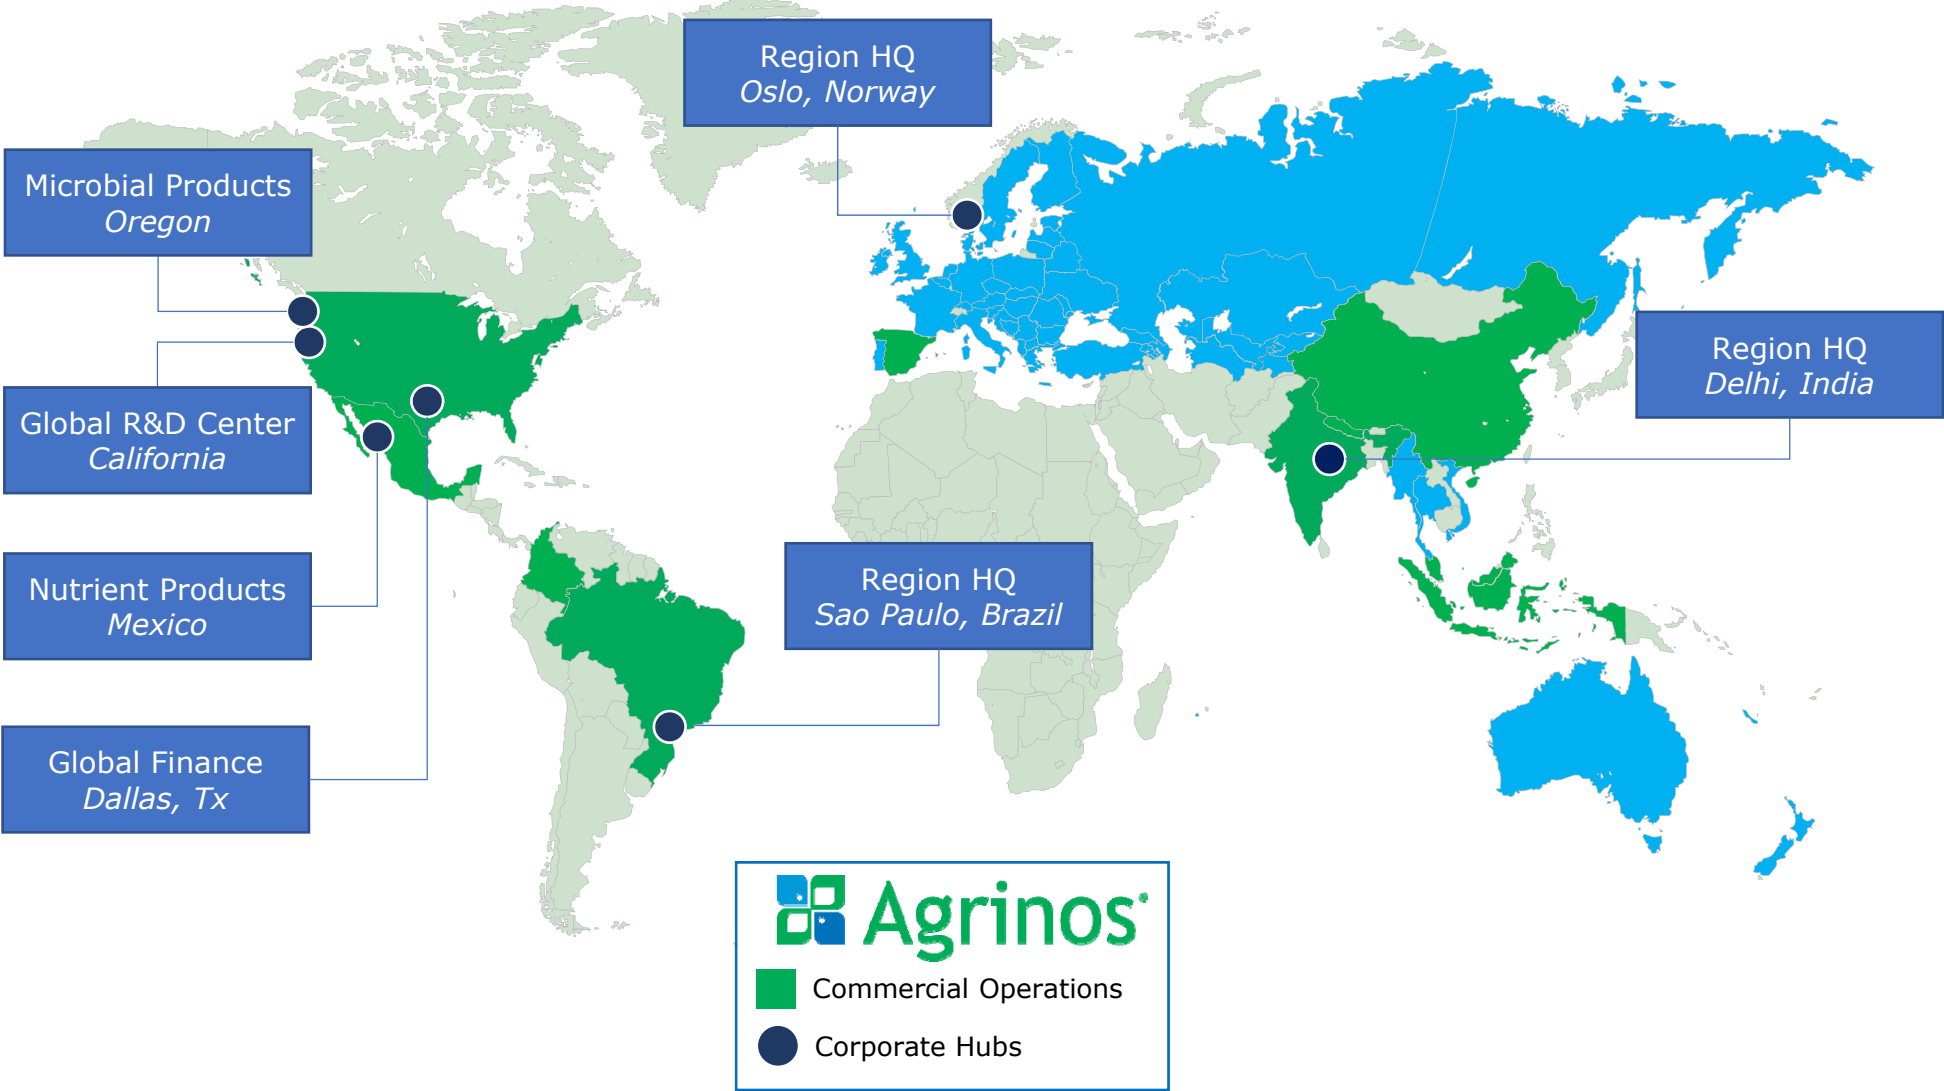 Region HQ
Oslo, Norway
Microbial Products
Oregon
Region HQ
Delhi, India
Global R&D Center
California
Nutrient Products
Mexico
Region HQ
Sao Paulo, Brazil
Global Finance
Dallas, Tx
Agrinos
Commercial Operations
Corporate Hubs